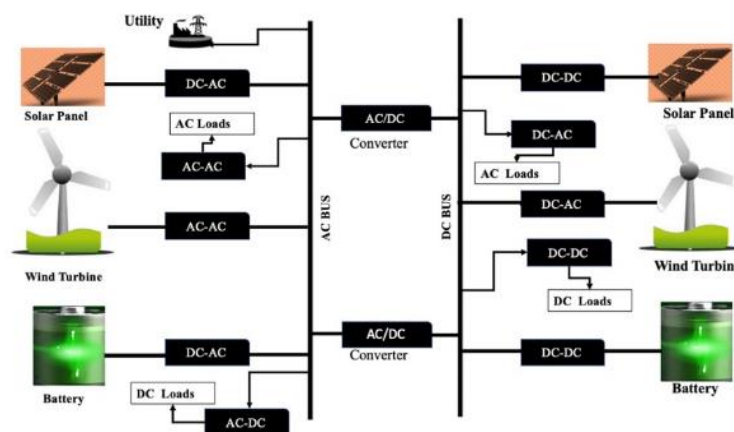 Utility
DC-AC
Solar Panel
AC Loads
AC-AC
AC-AC
Wind Turbine
DC-AC
Battery
DC Loads
AC-DC
AC BUS
AC/DC
Converter
AC/DC
Converter
DC BUS
DC-DC
Solar Panel
DC-AC
AC Loads
DC-AC
Wind Turbin
DC-DC
DC Loads
DC-DC
Battery